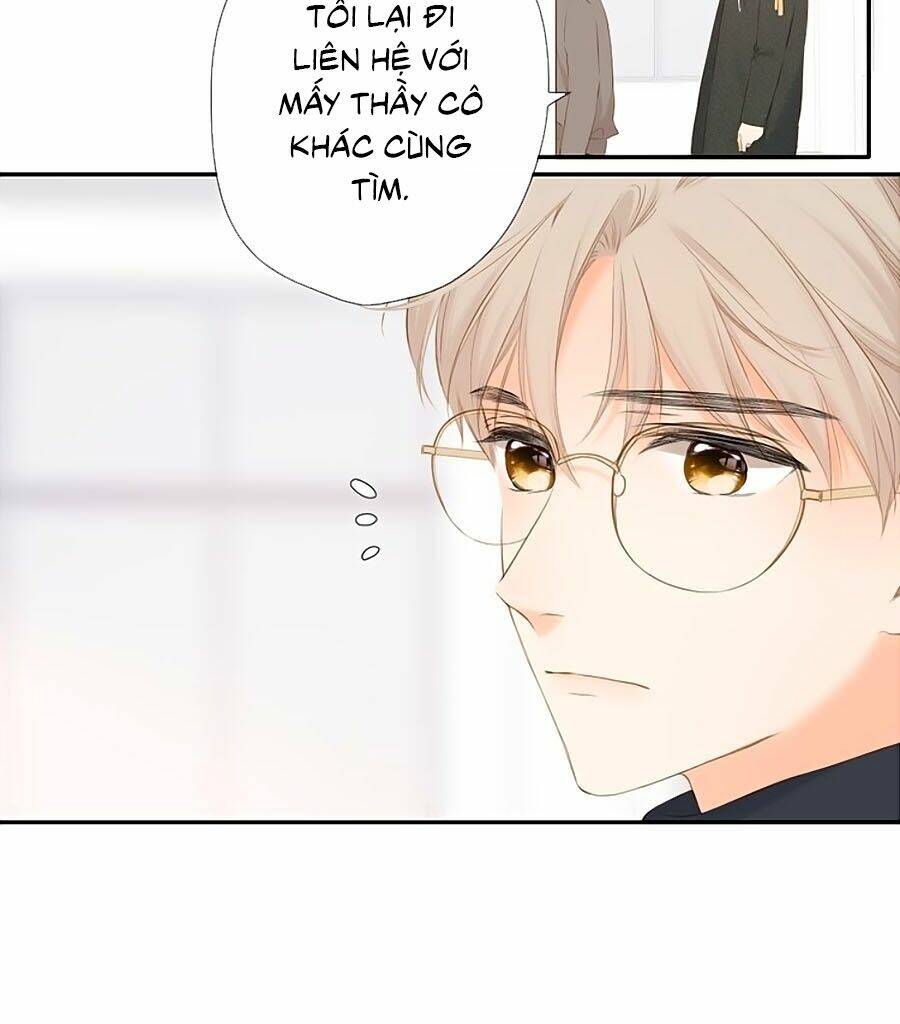 TÔI LẠI ĐI
LIÊN HỆ VỚI
MẤY THẦY CÔ
KHÁC CÙNG
TÌM.